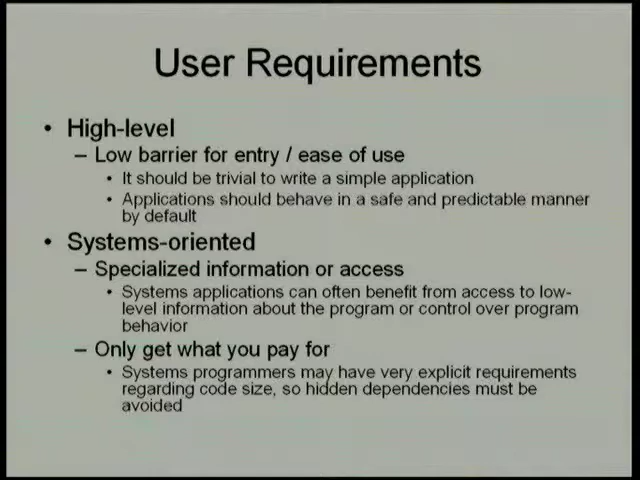 User Requirements
• High-level
– Low barrier for entry / ease of use
• It should be trivial to write a simple application
• Applications should behave in a safe and predictable manner
by default
• Systems-oriented
– Specialized information or access
• Systems applications can often benefit from access to low-
level information about the program or control over program
behavior
– Only get what you pay for
• Systems programmers may have very explicit requirements
regarding code size, so hidden dependencies must be
avoided